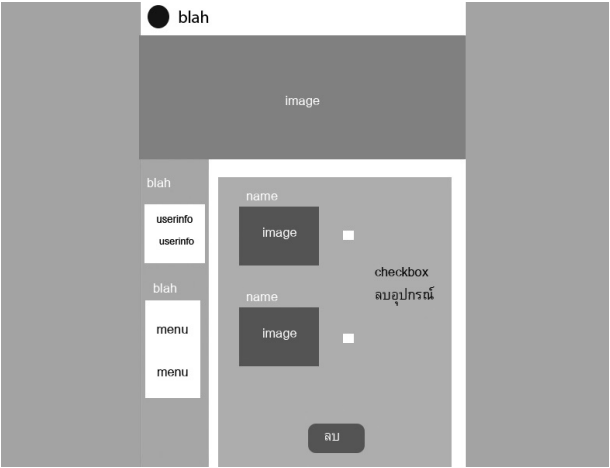 blah
image
blah
userinfo
userinfo
blah
menu
menu
name
image
checkbox
ลบอุปกรณ์
name
image
ลบ